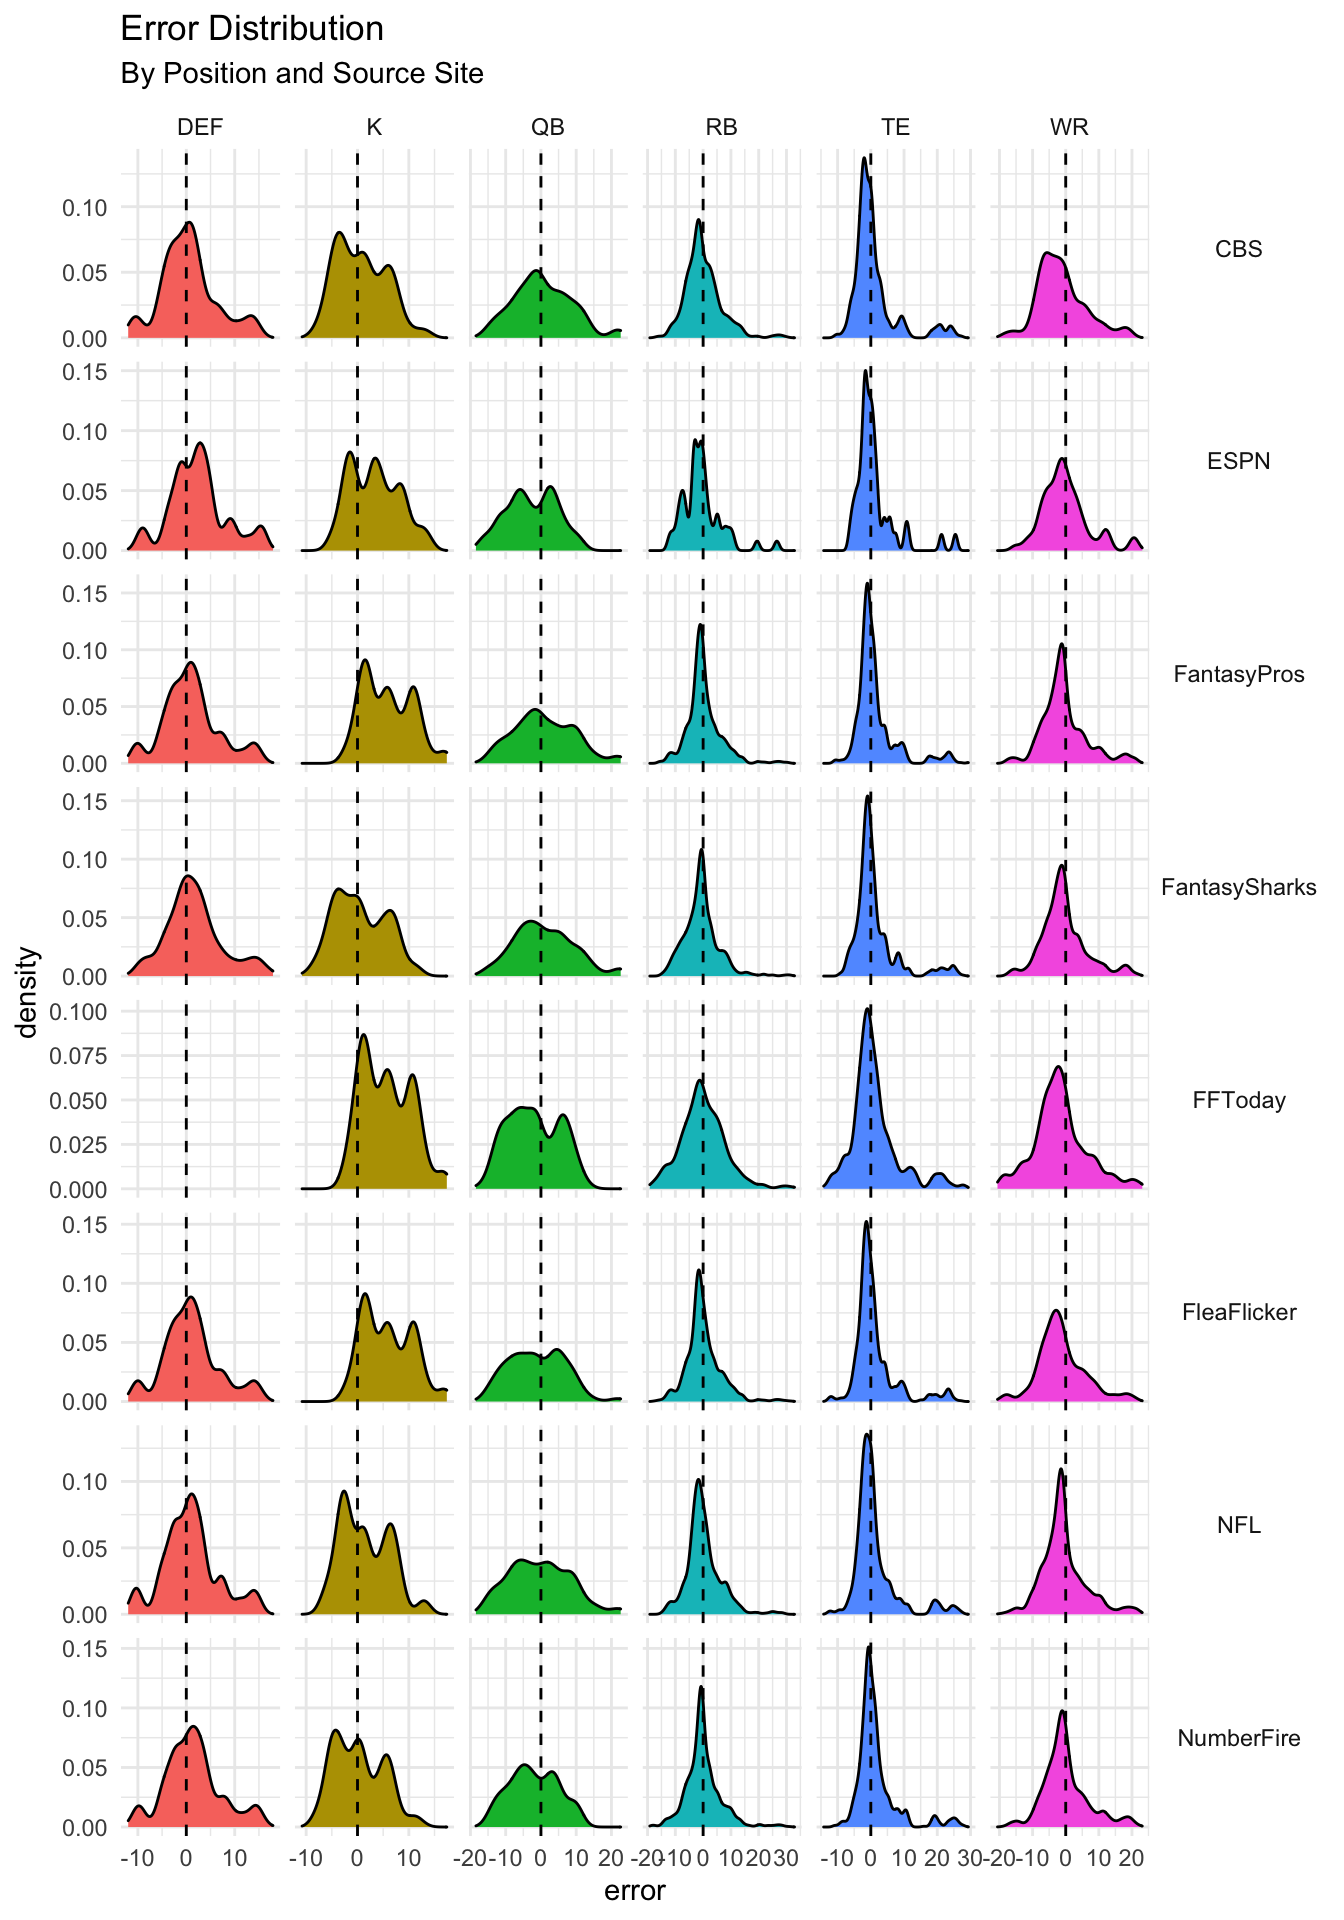 Error Distribution
By Position and Source Site
DEF K QB RB TE WR
0.10
0.05
0.00
CBS
0.15
0.10
0.05
0.00
ESPN
0.15
0.10
0.05
0.00
FantasyPros
0.15
0.10
0.05
0.00
FantasySharks
density
0.100
0.075
0.050
0.025
0.000
FFToday
0.15
0.10
0.05
0.00
FleaFlicker
0.10
0.05
0.00
NFL
0.15
0.10
0.05
0.00
NumberFire
-10 0 10 -10 0 10 -20 -10 0 10 20 -20 -10 0 10 20 30 -10 0 10 20 30 -20 -10 0 10 20
error